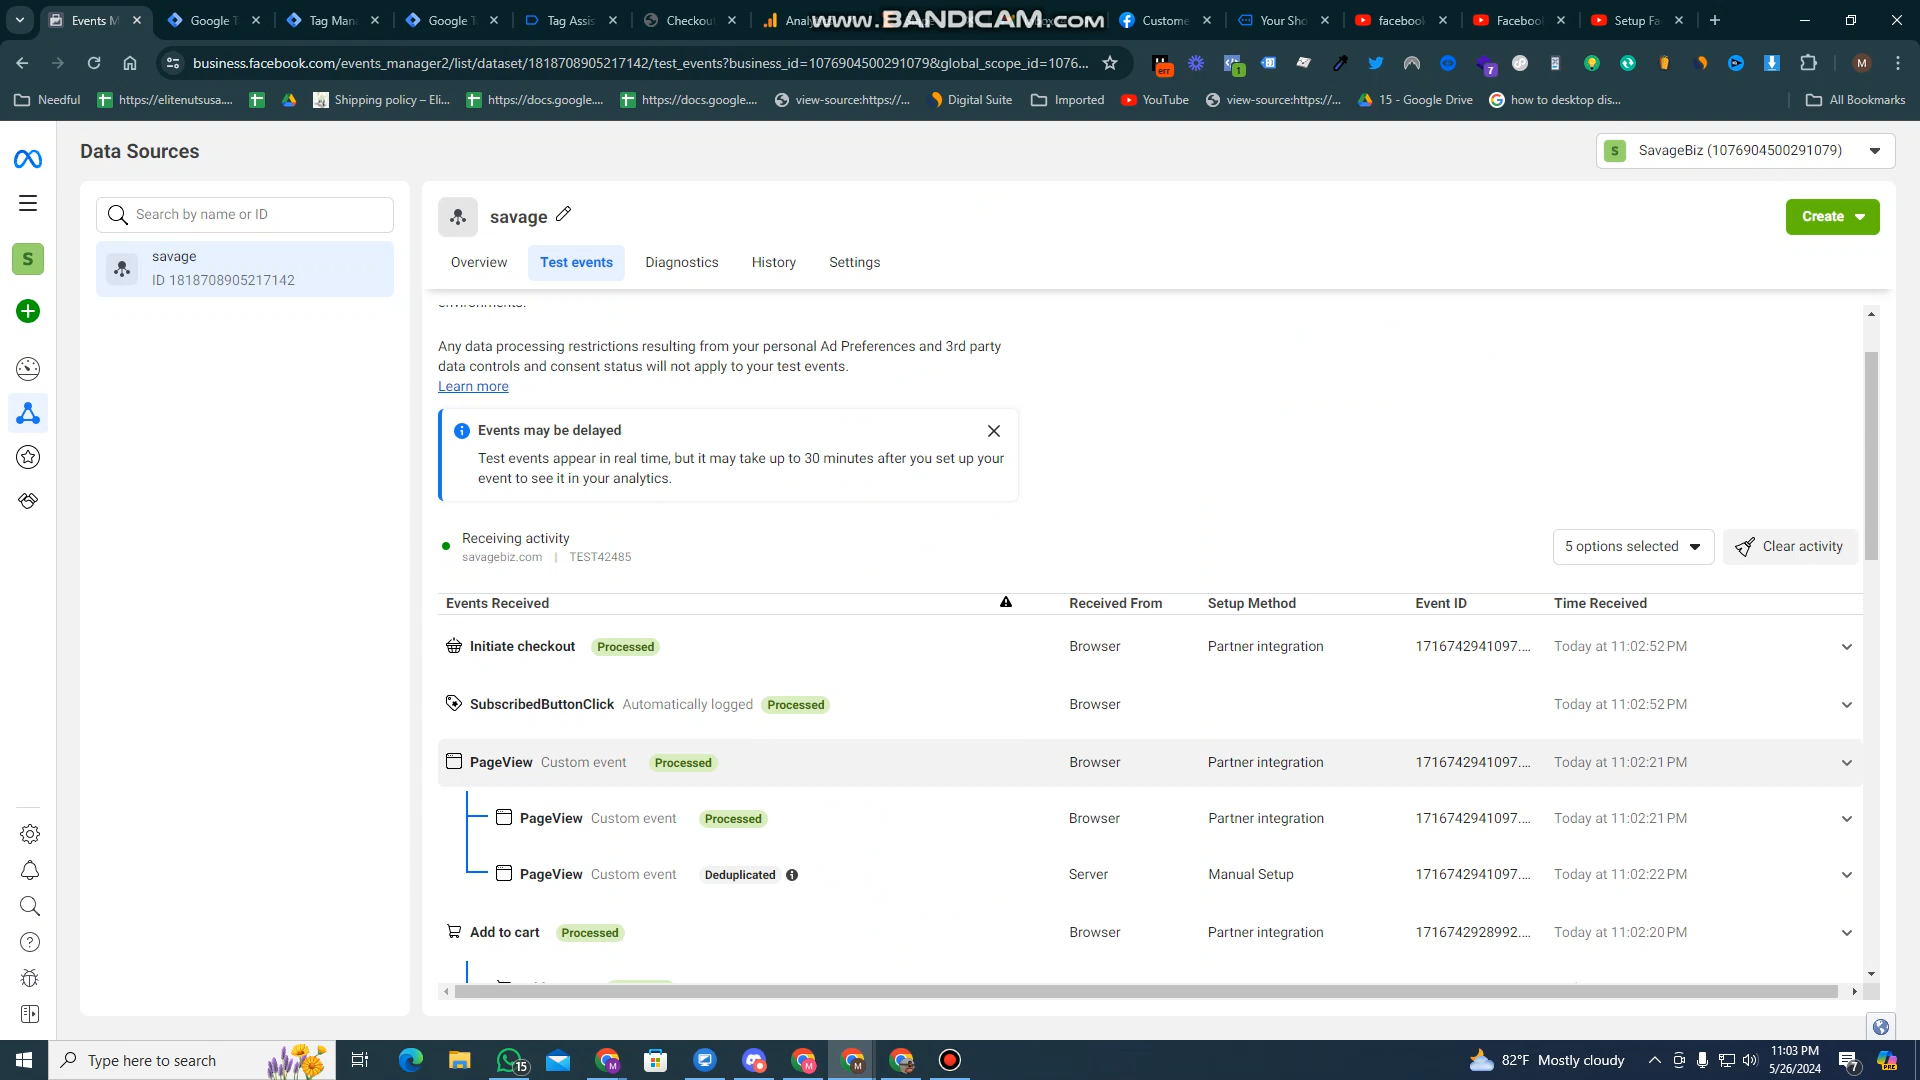 Events M
Google T
Tag Man
Google T
Tag Assis
Checkou
Analy
www.BANDICAM.com
Custome
Your Sho
facebook
Facebool
Setup Fa
business.facebook.com/events_manager2/list/dataset/1818708905217142/test_events?business_id=1076904500291079&global_scope_id=1076...
err
1
7
M
Needful
https://elitenutsusa....
Shipping policy – Eli...
https://docs.google....
https://docs.google....
view-source:https://...
Digital Suite
Imported
YouTube
view-source:https://...
15 - Google Drive
how to desktop dis...
All Bookmarks
Data Sources
S
SavageBiz (1076904500291079)
Search by name or ID
savage
ID 1818708905217142
S
savage
Create
Overview
Test events
Diagnostics
History
Settings
environments.
Any data processing restrictions resulting from your personal Ad Preferences and 3rd party
data controls and consent status will not apply to your test events.
Learn more
Events may be delayed
Test events appear in real time, but it may take up to 30 minutes after you set up your
event to see it in your analytics.
Receiving activity
savagebiz.com | TEST42485
5 options selected
Clear activity
Events Received
Received From
Setup Method
Event ID
Time Received
Initiate checkout Processed Browser Partner integration 1716742941097.... Today at 11:02:52 PM
SubscribedButtonClick Automatically logged Processed Browser Today at 11:02:52 PM
PageView Custom event Processed Browser Partner integration 1716742941097.... Today at 11:02:21 PM
PageView Custom event Processed Browser Partner integration 1716742941097.... Today at 11:02:21 PM
PageView Custom event Deduplicated Server Manual Setup 1716742941097.... Today at 11:02:22 PM
Add to cart Processed Browser Partner integration 1716742928992.... Today at 11:02:20 PM
Type here to search
15
82°F Mostly cloudy
11:03 PM
5/26/2024
7